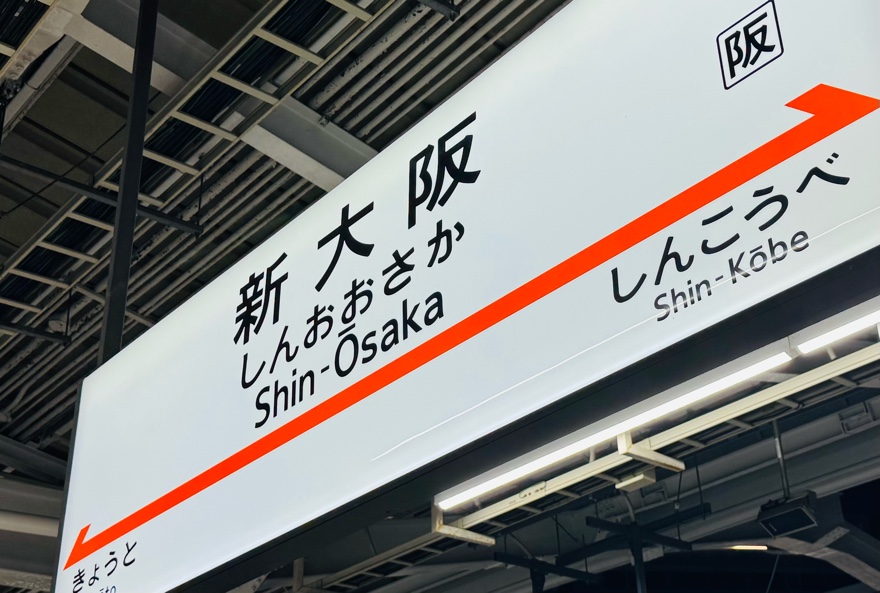 阪
新大阪
しんおおさか
Shin-Ōsaka
しんこうべ
Shin-Kōbe
きょうと